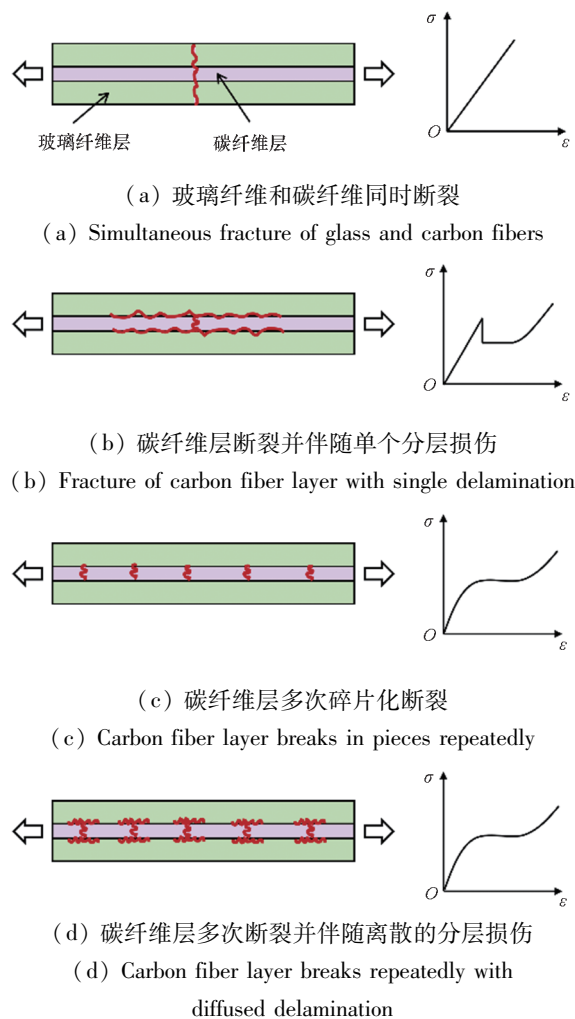 σ
O
ε
玻璃纤维层
碳纤维层
(a) 玻璃纤维和碳纤维同时断裂
(a) Simultaneous fracture of glass and carbon fibers
σ
O
ε
(b) 碳纤维层断裂并伴随单个分层损伤
(b) Fracture of carbon fiber layer with single delamination
σ
O
ε
(c) 碳纤维层多次碎片化断裂
(c) Carbon fiber layer breaks in pieces repeatedly
σ
O
ε
(d) 碳纤维层多次断裂并伴随离散的分层损伤
(d) Carbon fiber layer breaks repeatedly with
diffused delamination